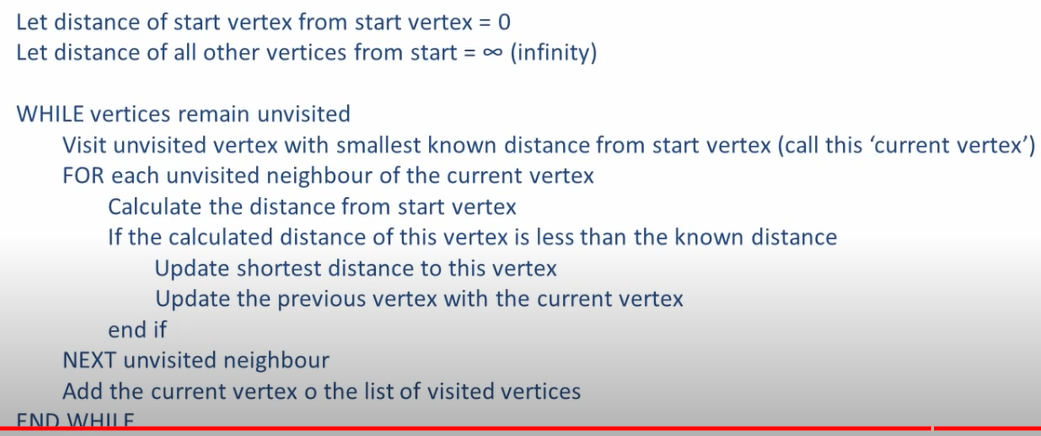 Let distance of start vertex from start vertex = 0
Let distance of all other vertices from start = ∞ (infinity)
WHILE vertices remain unvisited
Visit unvisited vertex with smallest known distance from start vertex (call this ‘current vertex’)
FOR each unvisited neighbour of the current vertex
Calculate the distance from start vertex
If the calculated distance of this vertex is less than the known distance
Update shortest distance to this vertex
Update the previous vertex with the current vertex
end if
NEXT unvisited neighbour
Add the current vertex o the list of visited vertices
END WHILE